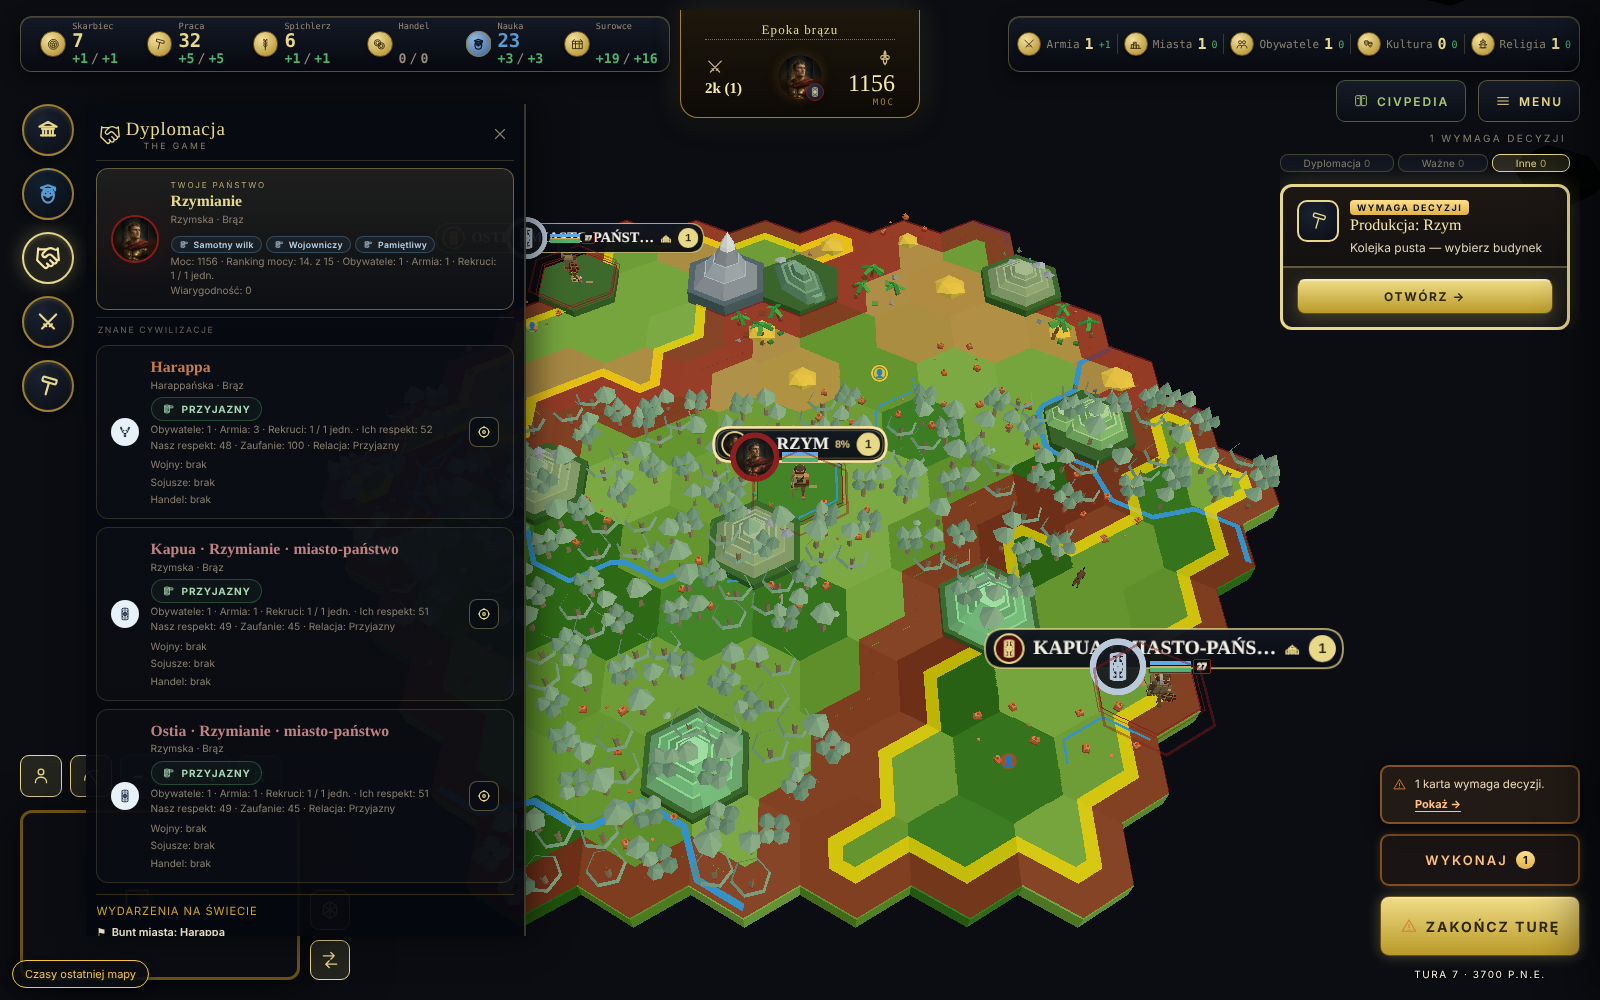 Skarbiec
7
+1 / +1
Praca
32
+5 / +5
Spichlerz
6
+1 / +1
Handel
0 / 0
Nauka
23
+3 / +3
Surowce
+19 / +16
Epoka brązu
2k (1)
1156
MOC
Armia 1 +1
Miasta 1 0
Obywatele 1 0
Kultura 0 0
Religia 1 0
CIVPEDIA
MENU
1 WYMAGA DECYZJI
Dyplomacja 0
Ważne 0
Inne 0
WYMAGA DECYZJI
Produkcja: Rzym
Kolejka pusta — wybierz budynek
OTWÓRZ →
Dyplomacja
THE GAME
TWOJE PAŃSTWO
Rzymianie
Rzymska · Brąz
Samotny wilk
Wojowniczy
Pamiętliwy
Moc: 1156 · Ranking mocy: 14. z 15 · Obywatele: 1 · Armia: 1 · Rekruci:
1 / 1 jedn.
Wiarygodność: 0
ZNANE CYWILIZACJE
Harappa
Harappańska · Brąz
PRZYJAZNY
Obywatele: 1 · Armia: 3 · Rekruci: 1 / 1 jedn. · Ich respekt: 52
Nasz respekt: 48 · Zaufanie: 100 · Relacja: Przyjazny
Wojny: brak
Sojusze: brak
Handel: brak
Kapua · Rzymianie · miasto-państwo
Rzymska · Brąz
PRZYJAZNY
Obywatele: 1 · Armia: 1 · Rekruci: 1 / 1 jedn. · Ich respekt: 51
Nasz respekt: 49 · Zaufanie: 45 · Relacja: Przyjazny
Wojny: brak
Sojusze: brak
Handel: brak
Ostia · Rzymianie · miasto-państwo
Rzymska · Brąz
PRZYJAZNY
Obywatele: 1 · Armia: 1 · Rekruci: 1 / 1 jedn. · Ich respekt: 51
Nasz respekt: 49 · Zaufanie: 45 · Relacja: Przyjazny
Wojny: brak
Sojusze: brak
Handel: brak
WYDARZENIA NA ŚWIECIE
Bunt miasta: Harappa
Czasy ostatniej mapy
PAŃST… 1
RZYM 8% 1
KAPUA IASTO-PAŃS… 1
27
1 karta wymaga decyzji.
Pokaż →
WYKONAJ 1
ZAKOŃCZ TURĘ
TURA 7 · 3700 P.N.E.